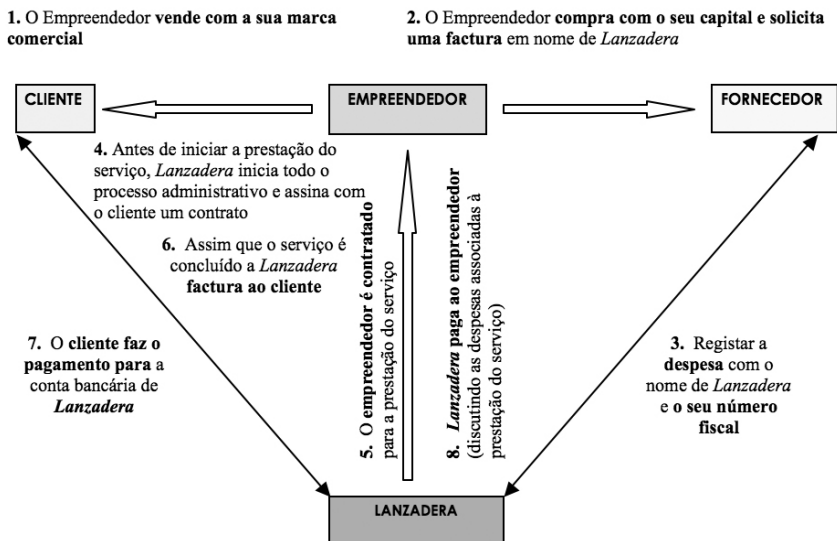 1. O Empreendedor vende com a sua marca
comercial
2. O Empreendedor compra com o seu capital e solicita
uma factura em nome de Lanzadera
CLIENTE
EMPREENDEDOR
FORNECEDOR
4. Antes de iniciar a prestação do
serviço, Lanzadera inicia todo o
processo administrativo e assina com
o cliente um contrato
6. Assim que o serviço é
concluído a Lanzadera
factura ao cliente
5. O empreendedor é contratado
para a prestação do serviço
8. Lanzadera paga ao empreendedor
(discutindo as despesas associadas à
prestação do serviço)
7. O cliente faz o
pagamento para a
conta bancária de
Lanzadera
3. Registar a
despesa com o
nome de Lanzadera
e o seu número
fiscal
LANZADERA